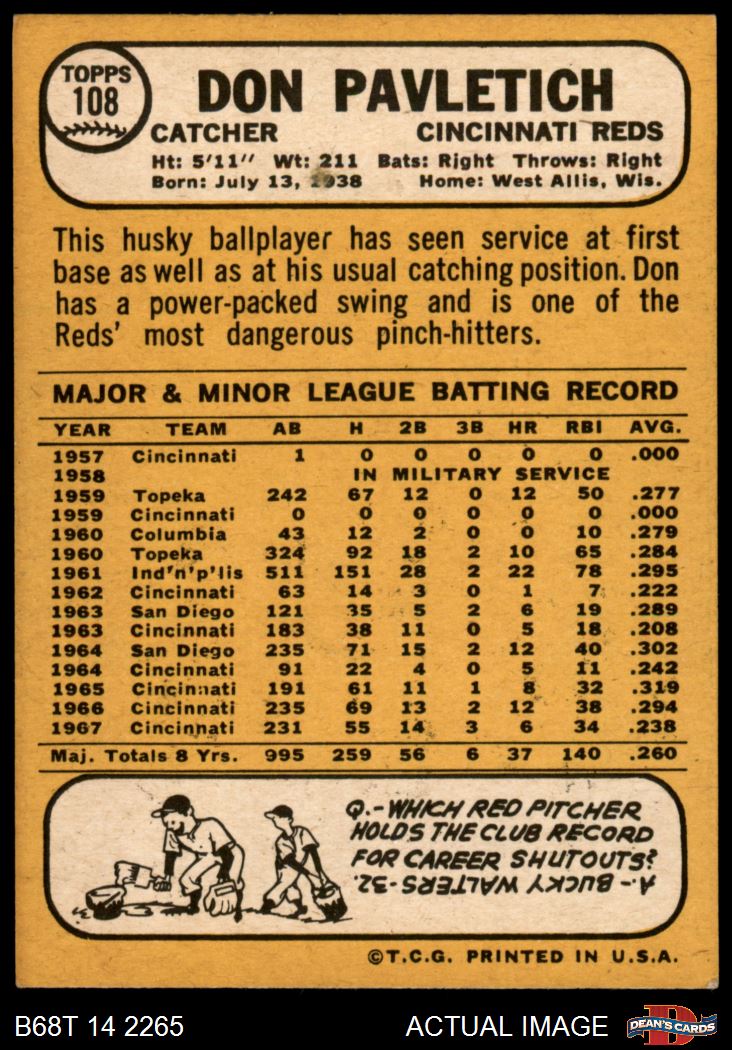 TOPPS
108
DON PAVLETICH
CATCHER CINCINNATI REDS
Ht: 5'11" Wt: 211 Bats: Right Throws: Right
Born: July 13, 1938 Home: West Allis, Wis.
This husky ballplayer has seen service at first
base as well as at his usual catching position. Don
has a power-packed swing and is one of the
Reds' most dangerous pinch-hitters.
MAJOR & MINOR LEAGUE BATTING RECORD
YEAR TEAM AB H 2B 3B HR RBI AVG.
1957 Cincinnati 1 0 0 0 0 0 .000
1958 IN MILITARY SERVICE
1959 Topeka 242 67 12 0 12 50 .277
1959 Cincinnati 0 0 0 0 0 0 .000
1960 Columbia 43 12 2 0 0 10 .279
1960 Topeka 324 92 18 2 10 65 .284
1961 Ind'n'p'lis 511 151 28 2 22 78 .295
1962 Cincinnati 63 14 3 0 1 7 .222
1963 San Diego 121 35 5 2 6 19 .289
1963 Cincinnati 183 38 11 0 5 18 .208
1964 San Diego 235 71 15 2 12 40 .302
1964 Cincinnati 91 22 4 0 5 11 .242
1965 Cincinnati 191 61 11 1 8 32 .319
1966 Cincinnati 235 69 13 2 12 38 .294
1967 Cincinnati 231 55 14 3 6 34 .238
Maj. Totals 8 Yrs. 995 259 56 6 37 140 .260
Q.-WHICH RED PITCHER
HOLDS THE CLUB RECORD
FOR CAREER SHUTOUTS?
A-. BUCKY WALTERS-32.
©T.C.G. PRINTED IN U.S.A.
B68T 14 2265 ACTUAL IMAGE DEAN'S CARDS